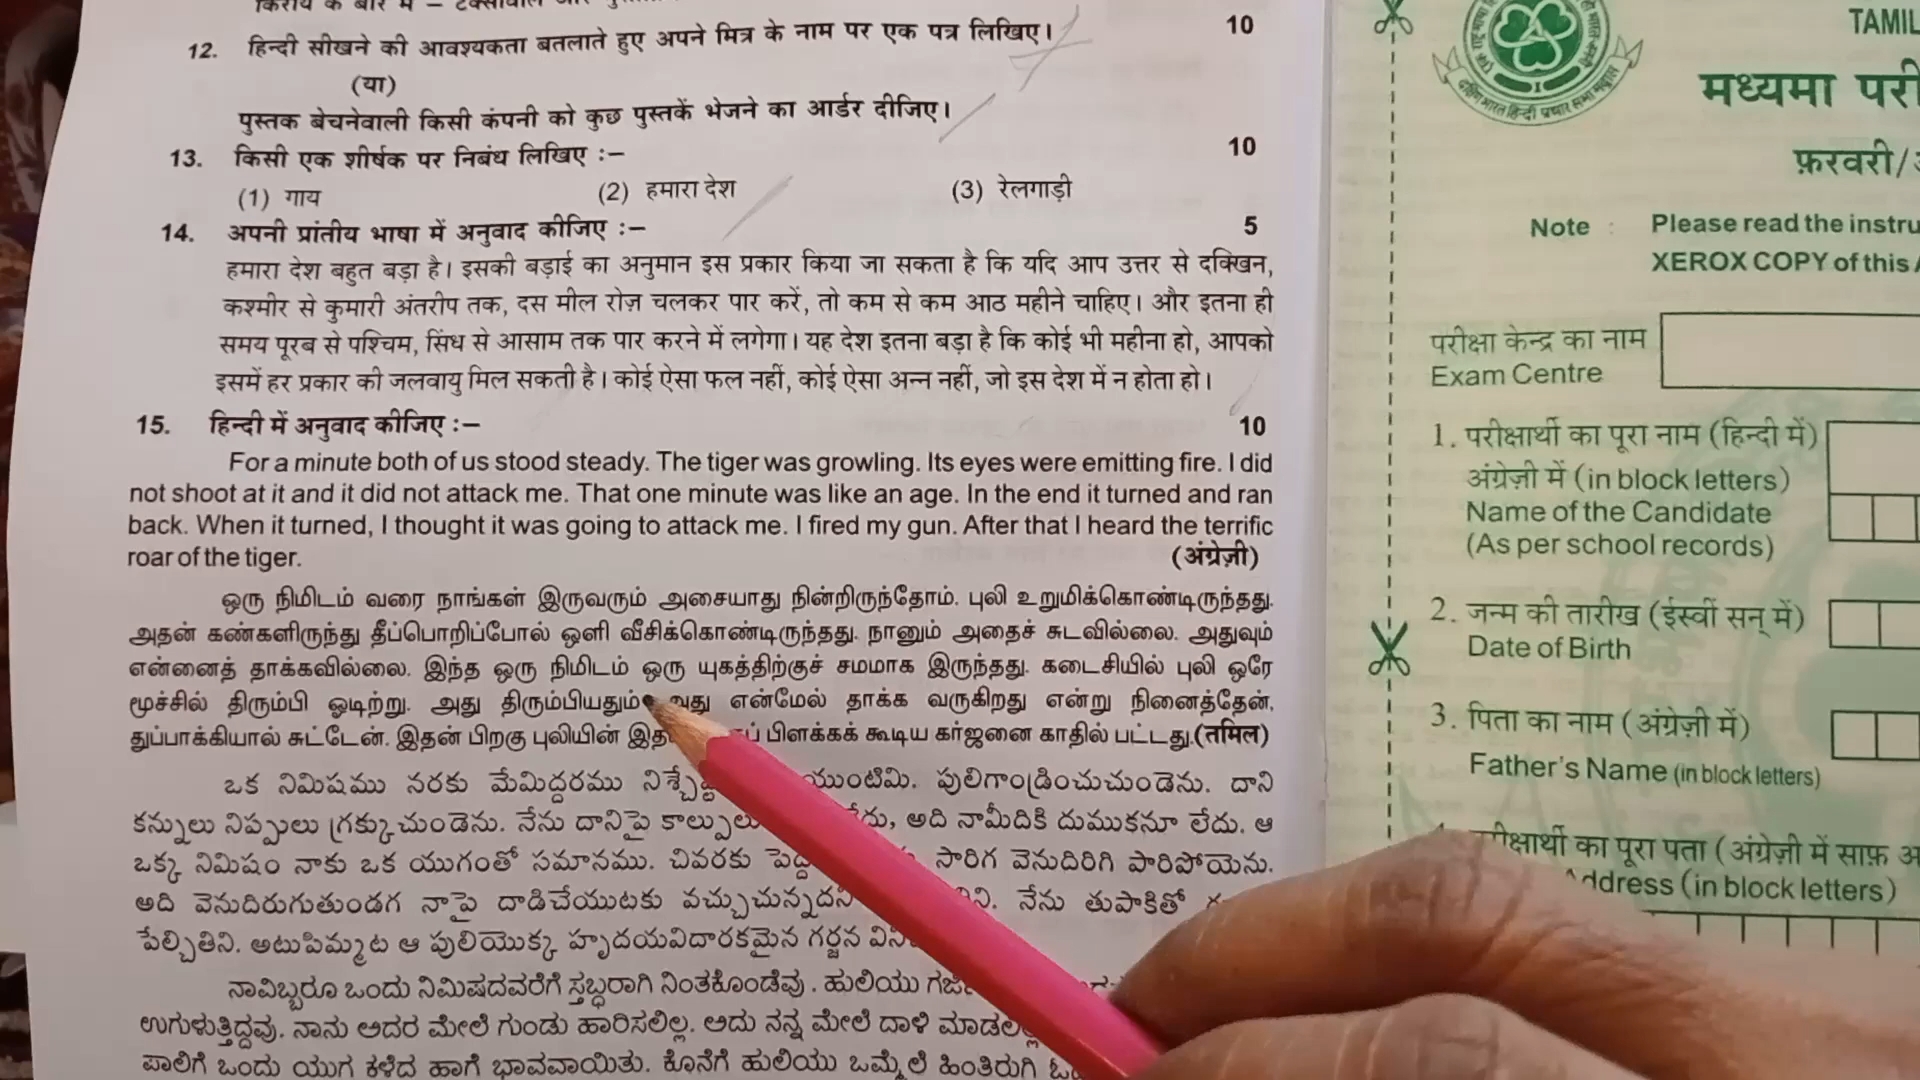 12. हिन्दी सीखने की आवश्यकता बतलाते हुए अपने मित्र के नाम पर एक पत्र लिखिए। 10
(या)
पुस्तक बेचनेवाली किसी कंपनी को कुछ पुस्तकें भेजने का आर्डर दीजिए।
13. किसी एक शीर्षक पर निबंध लिखिए :– 10
(1) गाय (2) हमारा देश (3) रेलगाड़ी
14. अपनी प्रांतीय भाषा में अनुवाद कीजिए :– 5
हमारा देश बहुत बड़ा है। इसकी बड़ाई का अनुमान इस प्रकार किया जा सकता है कि यदि आप उत्तर से दक्खिन,
कश्मीर से कुमारी अंतरीप तक, दस मील रोज़ चलकर पार करें, तो कम से कम आठ महीने चाहिए। और इतना ही
समय पूरब से पश्चिम, सिंध से आसाम तक पार करने में लगेगा। यह देश इतना बड़ा है कि कोई भी महीना हो, आपको
इसमें हर प्रकार की जलवायु मिल सकती है। कोई ऐसा फल नहीं, कोई ऐसा अन्न नहीं, जो इस देश में न होता हो।
15. हिन्दी में अनुवाद कीजिए :– 10
For a minute both of us stood steady. The tiger was growling. Its eyes were emitting fire. I did
not shoot at it and it did not attack me. That one minute was like an age. In the end it turned and ran
back. When it turned, I thought it was going to attack me. I fired my gun. After that I heard the terrific
roar of the tiger. (अंग्रेज़ी)
ஒரு நிமிடம் வரை நாங்கள் இருவரும் அசையாது நின்றிருந்தோம். புலி உறுமிக்கொண்டிருந்தது.
அதன் கண்களிருந்து தீப்பொறிப்போல் ஒளி வீசிக்கொண்டிருந்தது. நானும் அதைச் சுடவில்லை. அதுவும்
என்னைத் தாக்கவில்லை. இந்த ஒரு நிமிடம் ஒரு யுகத்திற்குச் சமமாக இருந்தது. கடைசியில் புலி ஒரே
மூச்சில் திரும்பி ஓடிற்று. அது திரும்பியதும் அது என்மேல் தாக்க வருகிறது என்று நினைத்தேன்,
துப்பாக்கியால் சுட்டேன். இதன் பிறகு புலியின் பிளக்கக் கூடிய கர்ஜனை காதில் பட்டது.(तमिल)
ఒక నిమిషము నరకు మేమిద్దరము యుంటిమి. పులిగాండ్రించుచుండెను. దాని
కన్నులు నిప్పులు గ్రక్కుచుండెను. నేను దానిపై కాల్పులు లేదు, అది నామీదికి దుముకనూ లేదు. ఆ
ఒక్క నిమిషం నాకు ఒక యుగంతో సమానము. చివరకు సారిగ వెనుదిరిగి పారిపోయెను.
అది వెనుదిరుగుతుండగ నాపై దాడిచేయుటకు వచ్చుచున్నదని నేను తుపాకితో
పేల్చితిని. అటుపిమ్మట ఆ పులియొక్క హృదయవిదారకమైన గర్జన
ನಾವಿಬ್ಬರೂ ಒಂದು ನಿಮಿಷದವರೆಗೆ ಸ್ತಬ್ಧರಾಗಿ ನಿಂತಕೊಂಡೆವು . ಹುಲಿಯು
ಉಗುಳುತ್ತಿದ್ದವು. ನಾನು ಅದರ ಮೇಲೆ ಗುಂಡು ಹಾರಿಸಲಿಲ್ಲ. ಅದು ನನ್ನ ಮೇಲೆ ದಾಳಿ
ಪಾಲಿಗೆ ಒಂದು ಯುಗ ಕಳೆದ ಹಾಗೆ ಭಾವವಾಯಿತು. ಕೊನೆಗೆ ಹುಲಿಯು ಒಮ್ಮೆಲೆ ಹಿಂತಿರುಗಿ
TAMIL
मध्यमा
फ़रवरी/
Note : Please read the instru
XEROX COPY of this
परीक्षा केन्द्र का नाम
Exam Centre
1. परीक्षार्थी का पूरा नाम (हिन्दी में)
अंग्रेज़ी में (in block letters)
Name of the Candidate
(As per school records)
2. जन्म की तारीख (ईस्वीं सन् में)
Date of Birth
3. पिता का नाम (अंग्रेज़ी में)
Father's Name (in block letters)
का पूरा पता (अंग्रेज़ी में साफ़
Address (in block letters)